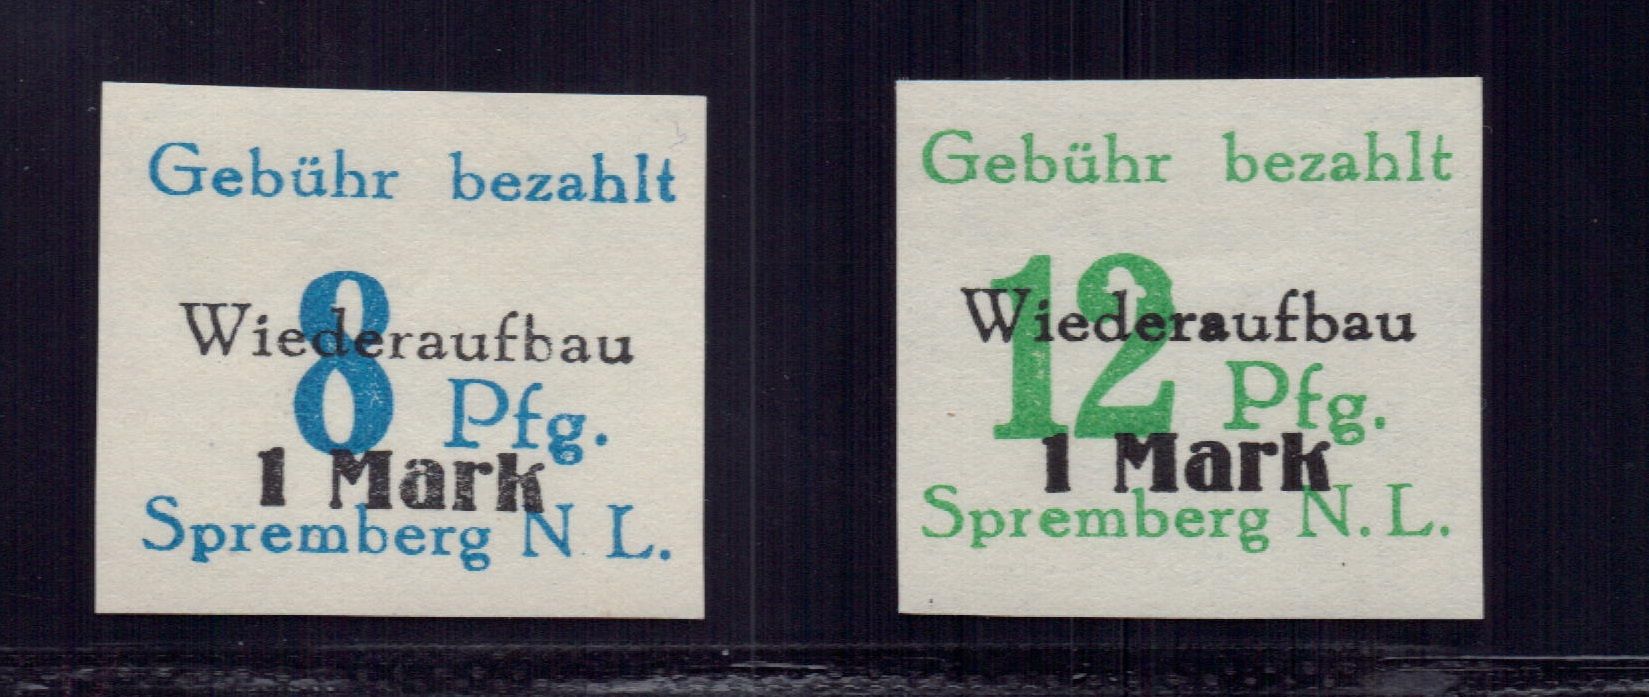 Gebühr bezahlt
8
Wiederaufbau
Pfg.
1 Mark
Spremberg N L.
Gebühr bezahlt
12
Wiederaufbau
Pfg.
1 Mark
Spremberg N. L.